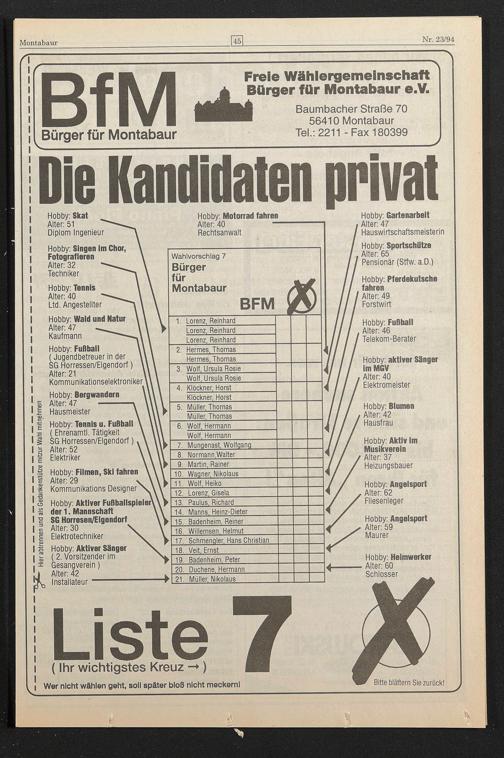 Montabaur
45
Nr. 23/94
BfM
Bürger für Montabaur
Freie Wählergemeinschaft
Bürger für Montabaur e.V.
Baumbacher Straße 70
56410 Montabaur
Tel.: 2211 - Fax 180399
Die Kandidaten privat
Hobby: Skat
Alter: 51
Diplom Ingenieur
Hobby: Singen im Chor,
Fotografieren
Alter: 32
Techniker
Hobby: Tennis
Alter: 40
Ltd. Angestellter
Hobby: Wald und Natur
Alter: 47
Kaufmann
Hobby: Fußball
( Jugendbetreuer in der
SG Horressen/Elgendorf )
Alter: 21
Kommunikationselektroniker
Hobby: Bergwandern
Alter: 47
Hausmeister
Hobby: Tennis u. Fußball
( Ehrenamtl. Tätigkeit
SG Horressen/Elgendorf )
Alter: 52
Elektriker
Hobby: Filmen, Ski fahren
Alter: 29
Kommunikations Designer
Hobby: Aktiver Fußballspieler
der 1. Mannschaft
SG Horresen/Elgendorf
Alter: 30
Elektrotechniker
Hobby: Aktiver Sänger
( 2. Vorsitzender im
Gesangverein )
Alter: 42
Installateur
Hobby: Motorrad fahren
Alter: 40
Rechtsanwalt
Wahlvorschlag 7
Bürger
für
Montabaur
BFM
1. Lorenz, Reinhard
Lorenz, Reinhard
Lorenz, Reinhard
2. Hermes, Thomas
Hermes, Thomas
3. Wolf, Ursula Rosie
Wolf, Ursula Rosie
4. Klöckner, Horst
Klöckner, Horst
5. Müller, Thomas
Müller, Thomas
6. Wolf, Hermann
Wolf, Hermann
7. Mungenast, Wolfgang
8. Normann, Walter
9. Martin, Rainer
10. Wagner, Nikolaus
11. Wolf, Heiko
12. Lorenz, Gisela
13. Paulus, Richard
14. Manns, Heinz-Dieter
15. Badenheim, Reiner
16. Willemsen, Helmut
17. Schmengler, Hans Christian
18. Veit, Ernst
19. Badenheim, Peter
20. Duchene, Hermann
21. Müller, Nikolaus
Hobby: Gartenarbeit
Alter: 47
Hauswirtschaftsmeisterin
Hobby: Sportschütze
Alter: 65
Pensionär (Stfw. a.D.)
Hobby: Pferdekutsche
fahren
Alter: 49
Forstwirt
Hobby: Fußball
Alter: 46
Telekom-Berater
Hobby: aktiver Sänger
im MGV
Alter: 40
Elektromeister
Hobby: Blumen
Alter: 42
Hausfrau
Hobby: Aktiv im
Musikverein
Alter: 37
Heizungsbauer
Hobby: Angelsport
Alter: 62
Fliesenleger
Hobby: Angelsport
Alter: 59
Maurer
Hobby: Heimwerker
Alter: 60
Schlosser
Hier abtrennen und als Gedankenstütze mit zur Wahl mitnehmen
Liste 7
( Ihr wichtigstes Kreuz → )
Wer nicht wählen geht, soll später bloß nicht meckern!
Bitte blättern Sie zurück!